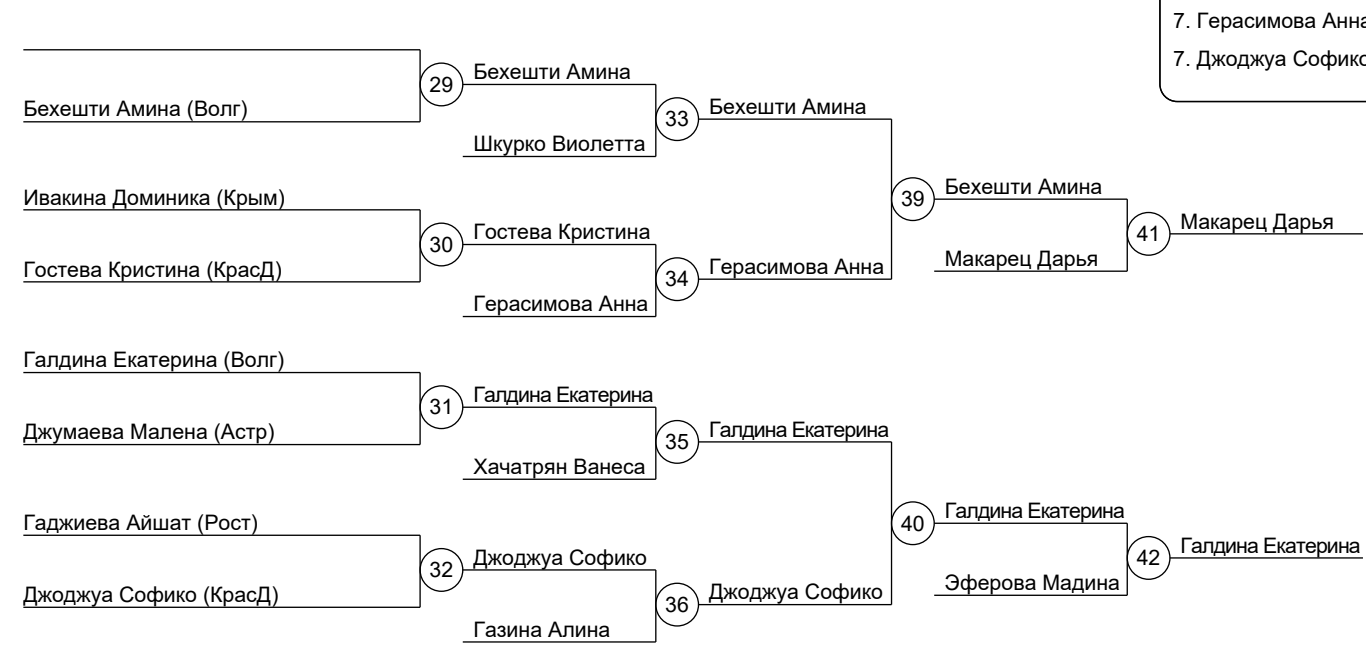 7. Герасимова Анна
7. Джоджуа Софико
29
Бехешти Амина
Бехешти Амина (Волг)
33
Бехешти Амина
Шкурко Виолетта
Ивакина Доминика (Крым)
39
Бехешти Амина
30
Гостева Кристина
41
Макарец Дарья
Гостева Кристина (КрасД)
34
Герасимова Анна
Макарец Дарья
Герасимова Анна
Галдина Екатерина (Волг)
31
Галдина Екатерина
Джумаева Малена (Астр)
35
Галдина Екатерина
Хачатрян Ванеса
Гаджиева Айшат (Рост)
40
Галдина Екатерина
32
Джоджуа Софико
42
Галдина Екатерина
Джоджуа Софико (КрасД)
36
Джоджуа Софико
Эферова Мадина
Газина Алина